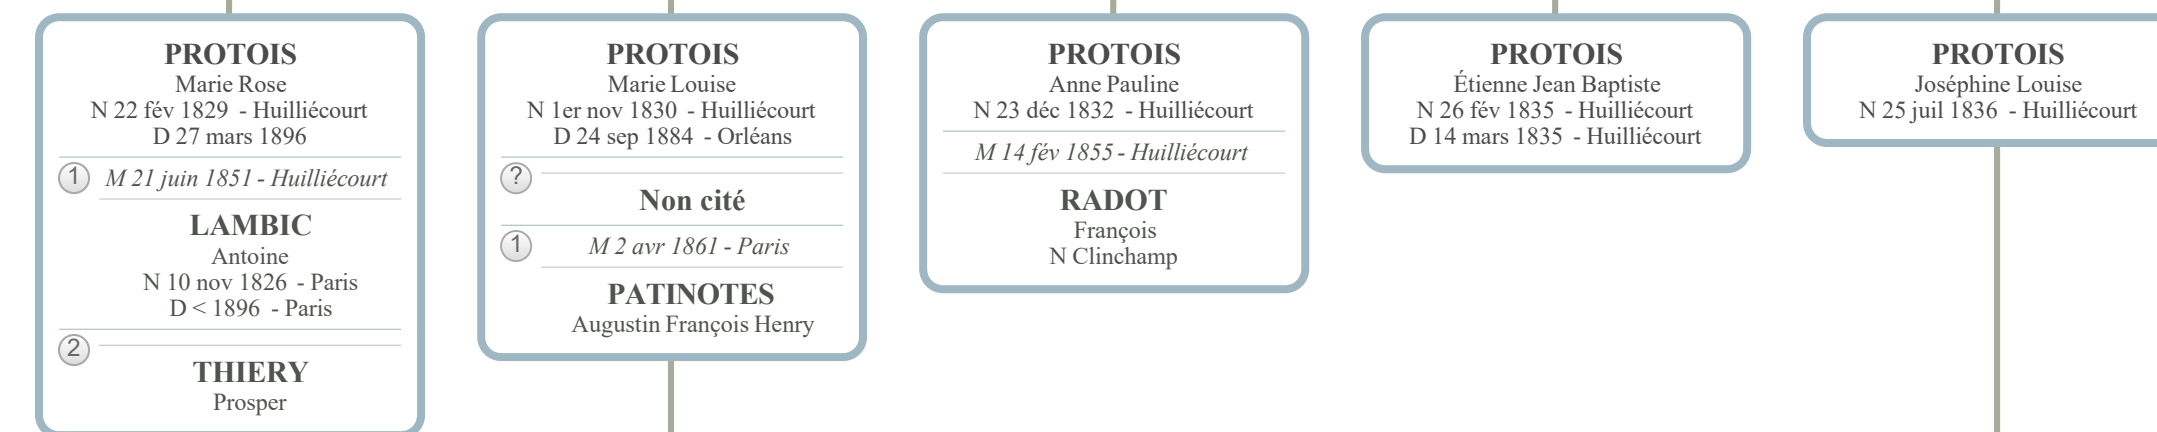 PROTOIS
Marie Rose
N 22 fév 1829 - Huilliécourt
D 27 mars 1896
1 M 21 juin 1851 - Huilliécourt
LAMBIC
Antoine
N 10 nov 1826 - Paris
D < 1896 - Paris
2
THIERY
Prosper
PROTOIS
Marie Louise
N 1er nov 1830 - Huilliécourt
D 24 sep 1884 - Orléans
?
Non cité
1 M 2 avr 1861 - Paris
PATINOTES
Augustin François Henry
PROTOIS
Anne Pauline
N 23 déc 1832 - Huilliécourt
M 14 fév 1855 - Huilliécourt
RADOT
François
N Clinchamp
PROTOIS
Étienne Jean Baptiste
N 26 fév 1835 - Huilliécourt
D 14 mars 1835 - Huilliécourt
PROTOIS
Joséphine Louise
N 25 juil 1836 - Huilliécourt